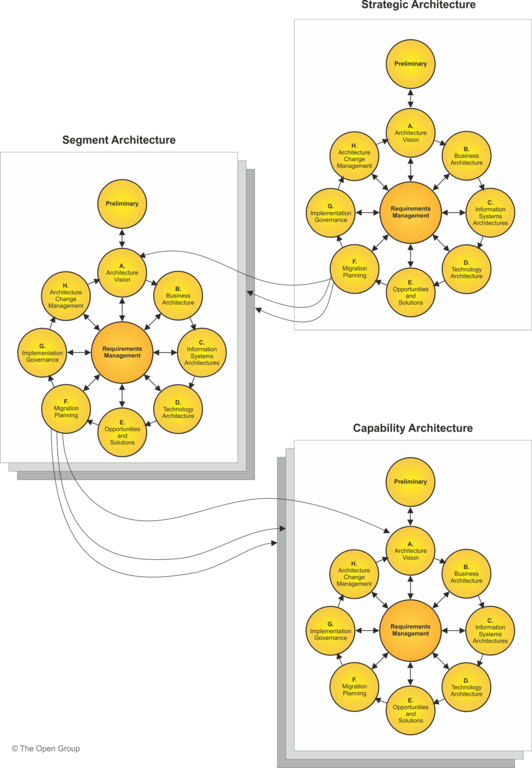 Strategic Architecture
Preliminary
A.
Architecture
Vision
B.
Business
Architecture
C.
Information
Systems
Architectures
D.
Technology
Architecture
E.
Opportunities
and
Solutions
F.
Migration
Planning
G.
Implementation
Governance
H.
Architecture
Change
Management
Requirements
Management
Segment Architecture
Preliminary
A.
Architecture
Vision
B.
Business
Architecture
C.
Information
Systems
Architectures
D.
Technology
Architecture
E.
Opportunities
and
Solutions
F.
Migration
Planning
G.
Implementation
Governance
H.
Architecture
Change
Management
Requirements
Management
Capability Architecture
Preliminary
A.
Architecture
Vision
B.
Business
Architecture
C.
Information
Systems
Architectures
D.
Technology
Architecture
E.
Opportunities
and
Solutions
F.
Migration
Planning
G.
Implementation
Governance
H.
Architecture
Change
Management
Requirements
Management
© The Open Group